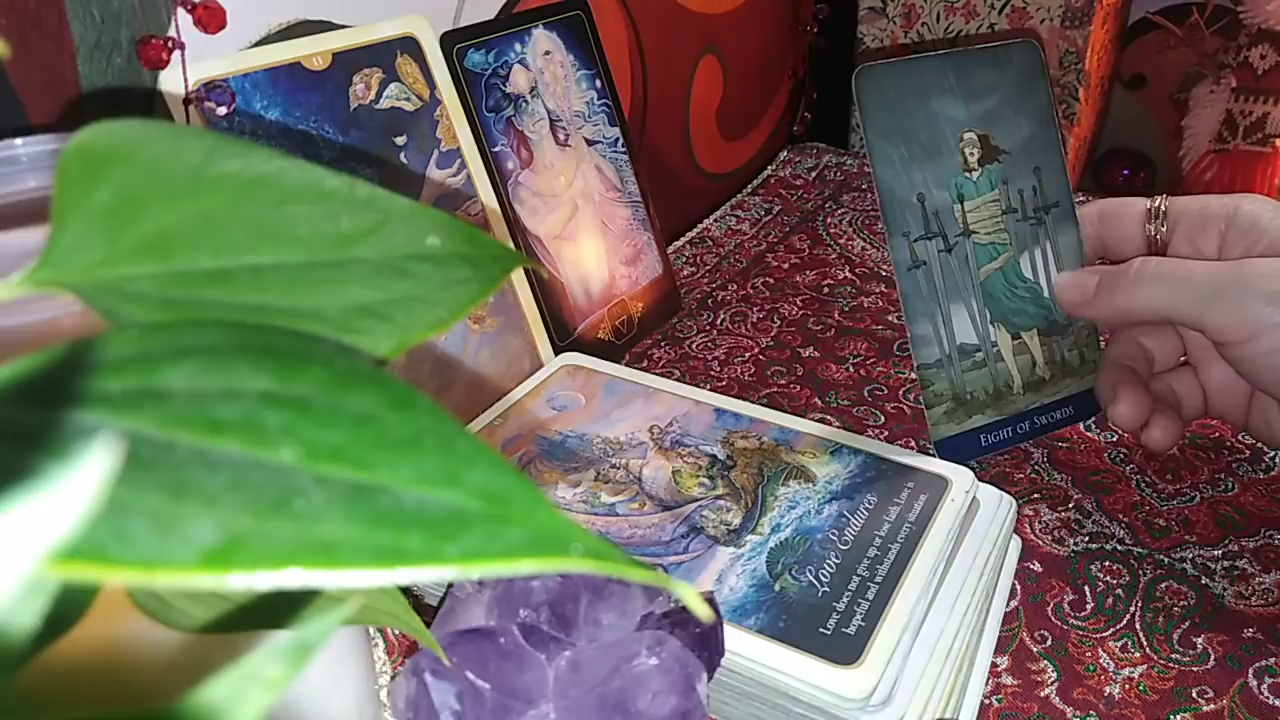 II
EIGHT OF SWORDS
Love Endures
Love does not give up or lose faith. Love is
hopeful and withstands every situation.